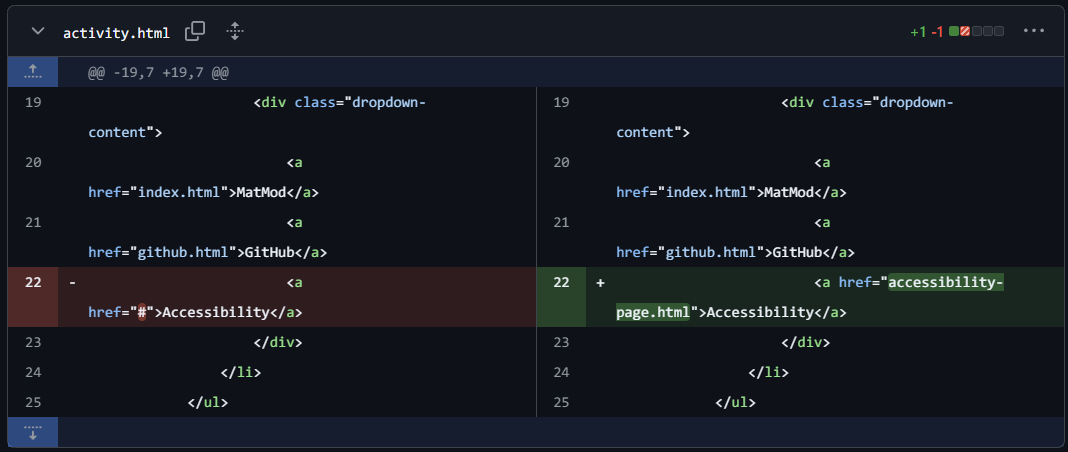 activity.html +1 -1
@@ -19,7 +19,7 @@
19 <div class="dropdown- 19 <div class="dropdown-
content"> content">
20 <a 20 <a
href="index.html">MatMod</a> href="index.html">MatMod</a>
21 <a 21 <a
href="github.html">GitHub</a> href="github.html">GitHub</a>
22 - <a 22 + <a href="accessibility-
href="#">Accessibility</a> page.html">Accessibility</a>
23 </div> 23 </div>
24 </li> 24 </li>
25 </ul> 25 </ul>